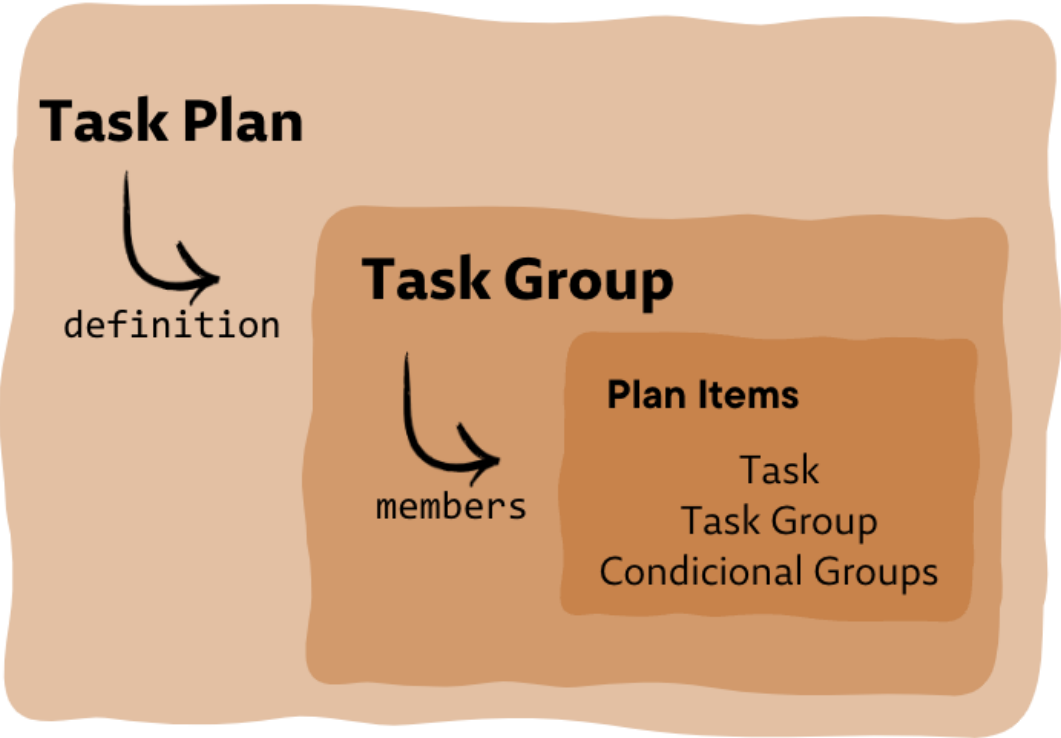 Task Plan
definition
Task Group
members
Plan Items
Task
Task Group
Condicional Groups